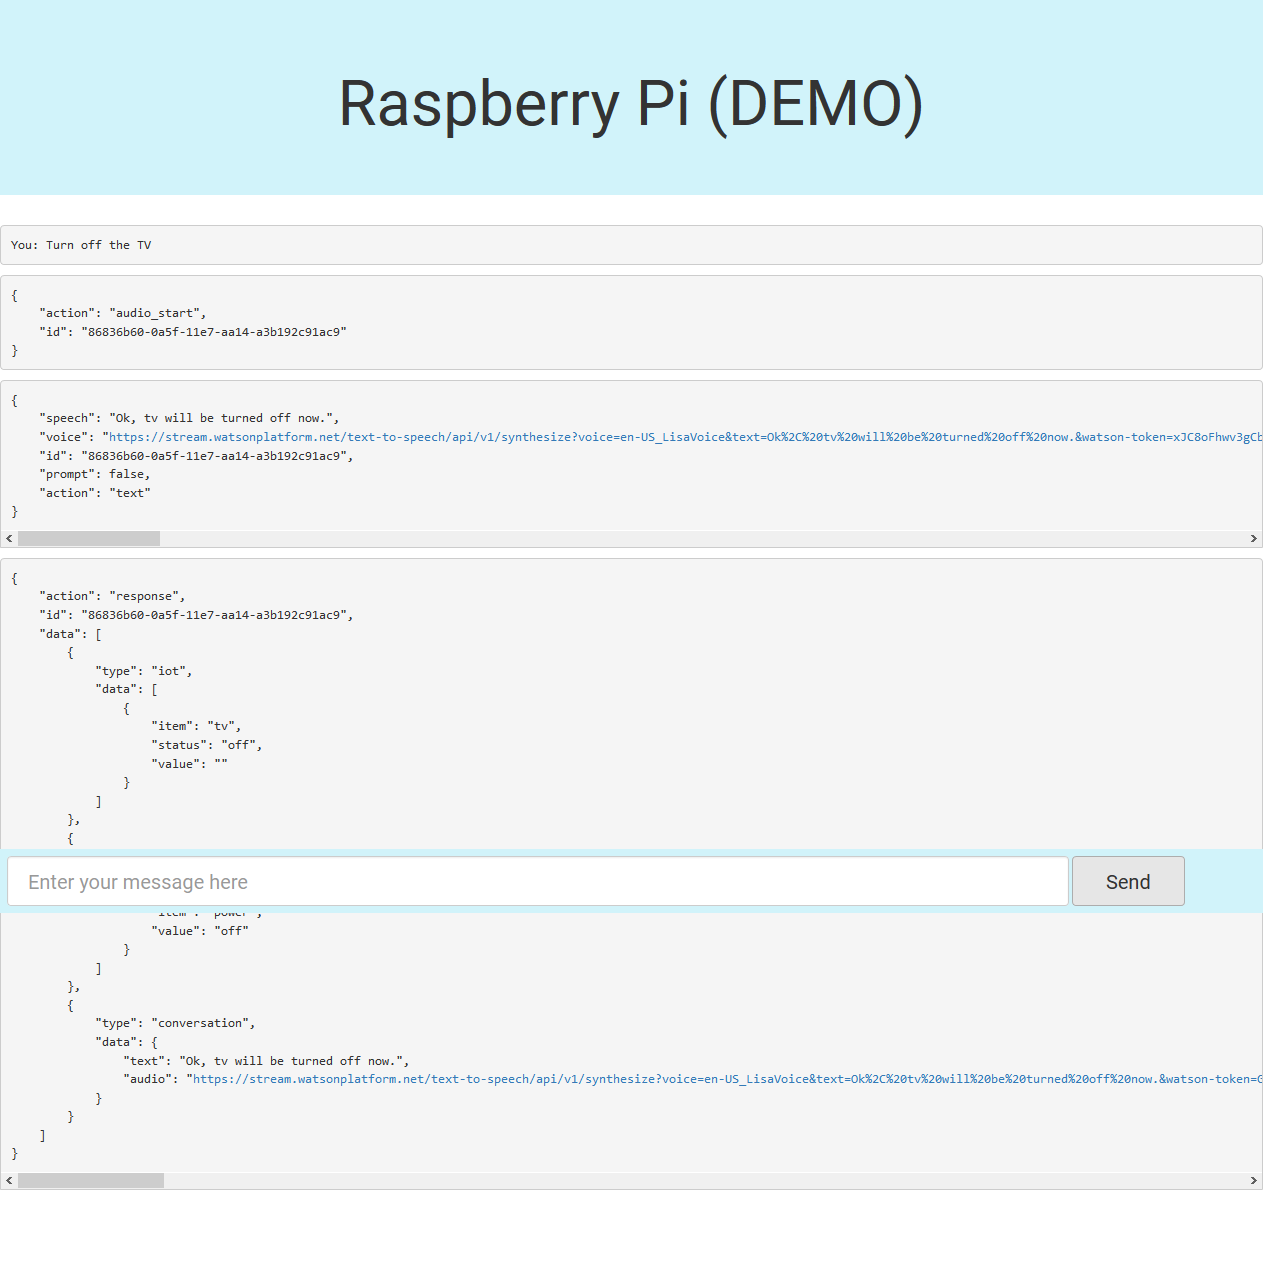 Raspberry Pi (DEMO)
You: Turn off the TV
{
    "action": "audio_start",
    "id": "86836b60-0a5f-11e7-aa14-a3b192c91ac9"
}
{
    "speech": "Ok, tv will be turned off now.",
    "voice": "https://stream.watsonplatform.net/text-to-speech/api/v1/synthesize?voice=en-US_LisaVoice&text=Ok%2C%20tv%20will%20be%20turned%20off%20now.&watson-token=xJC8oFhwv3gCb
    "id": "86836b60-0a5f-11e7-aa14-a3b192c91ac9",
    "prompt": false,
    "action": "text"
}
{
    "action": "response",
    "id": "86836b60-0a5f-11e7-aa14-a3b192c91ac9",
    "data": [
        {
            "type": "iot",
            "data": [
                {
                    "item": "tv",
                    "status": "off",
                    "value": ""
                }
            ]
        },
        {
Enter your message here Send
                    "item": "power",
                    "value": "off"
                }
            ]
        },
        {
            "type": "conversation",
            "data": {
                "text": "Ok, tv will be turned off now.",
                "audio": "https://stream.watsonplatform.net/text-to-speech/api/v1/synthesize?voice=en-US_LisaVoice&text=Ok%2C%20tv%20will%20be%20turned%20off%20now.&watson-token=G
            }
        }
    ]
}